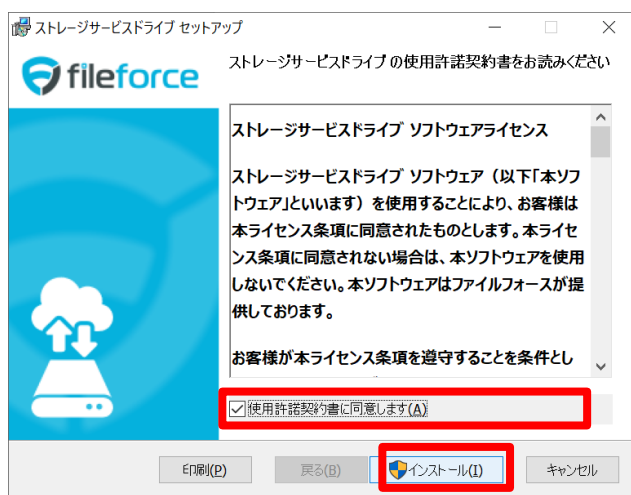 ストレージサービスドライブ セットアップ
fileforce
ストレージサービスドライブ の使用許諾契約書をお読みください
ストレージサービスドライブ ソフトウェアライセンス
ストレージサービスドライブ ソフトウェア（以下「本ソフ
トウェア」といいます）を使用することにより、お客様は
本ライセンス条項に同意されたものとします。本ライセ
ンス条項に同意されない場合は、本ソフトウェアを使用
しないでください。本ソフトウェアはファイルフォースが提
供しております。
お客様が本ライセンス条項を遵守することを条件とし
使用許諾契約書に同意します(A)
印刷(P)
戻る(B)
インストール(I)
キャンセル